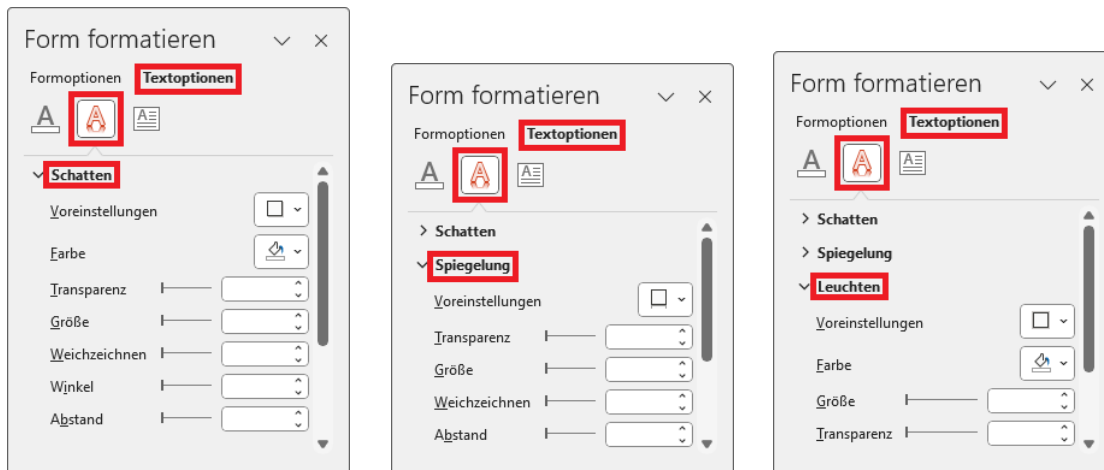 Form formatieren
Formoptionen Textoptionen
A A A
Schatten
Voreinstellungen
Farbe
Transparenz
Größe
Weichzeichnen
Winkel
Abstand
Form formatieren
Formoptionen Textoptionen
A A A
Schatten
Spiegelung
Voreinstellungen
Transparenz
Größe
Weichzeichnen
Abstand
Form formatieren
Formoptionen Textoptionen
A A A
Schatten
Spiegelung
Leuchten
Voreinstellungen
Farbe
Größe
Transparenz